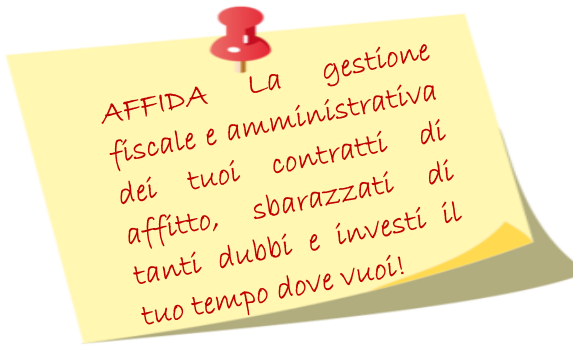 AFFIDA La gestione
fiscale e amministrativa
dei tuoi contratti di
affitto, sbarazzati di
tanti dubbi e investi il
tuo tempo dove vuoi!